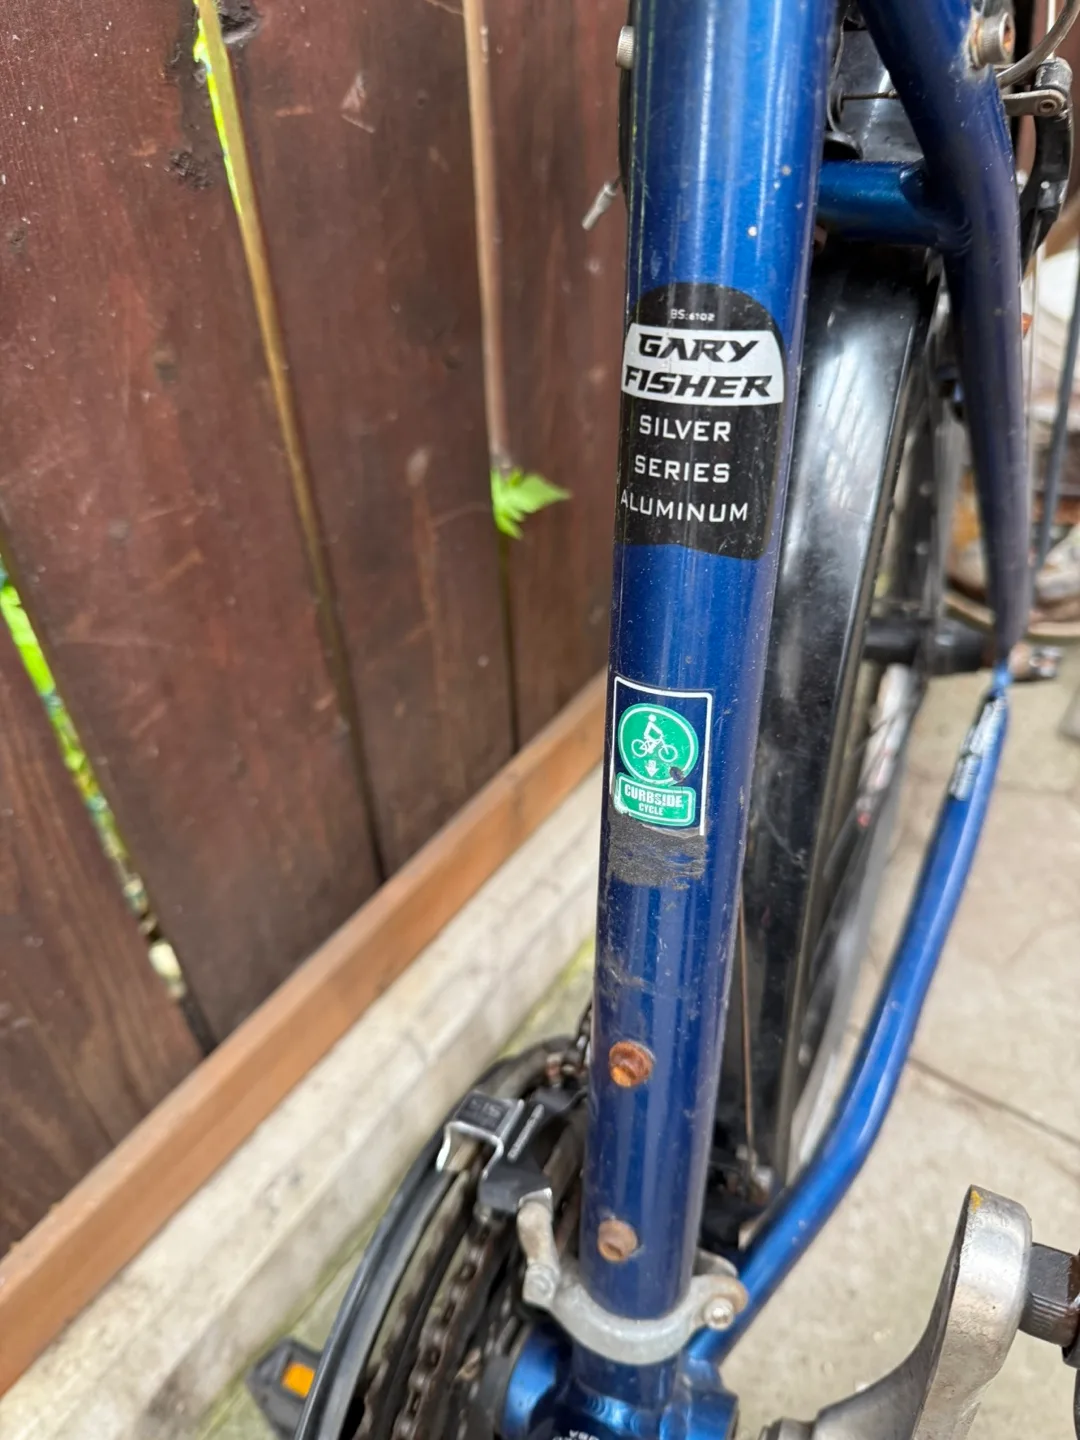 BS:6102
GARY
FISHER
SILVER
SERIES
ALUMINUM
CURBSIDE
CYCLE